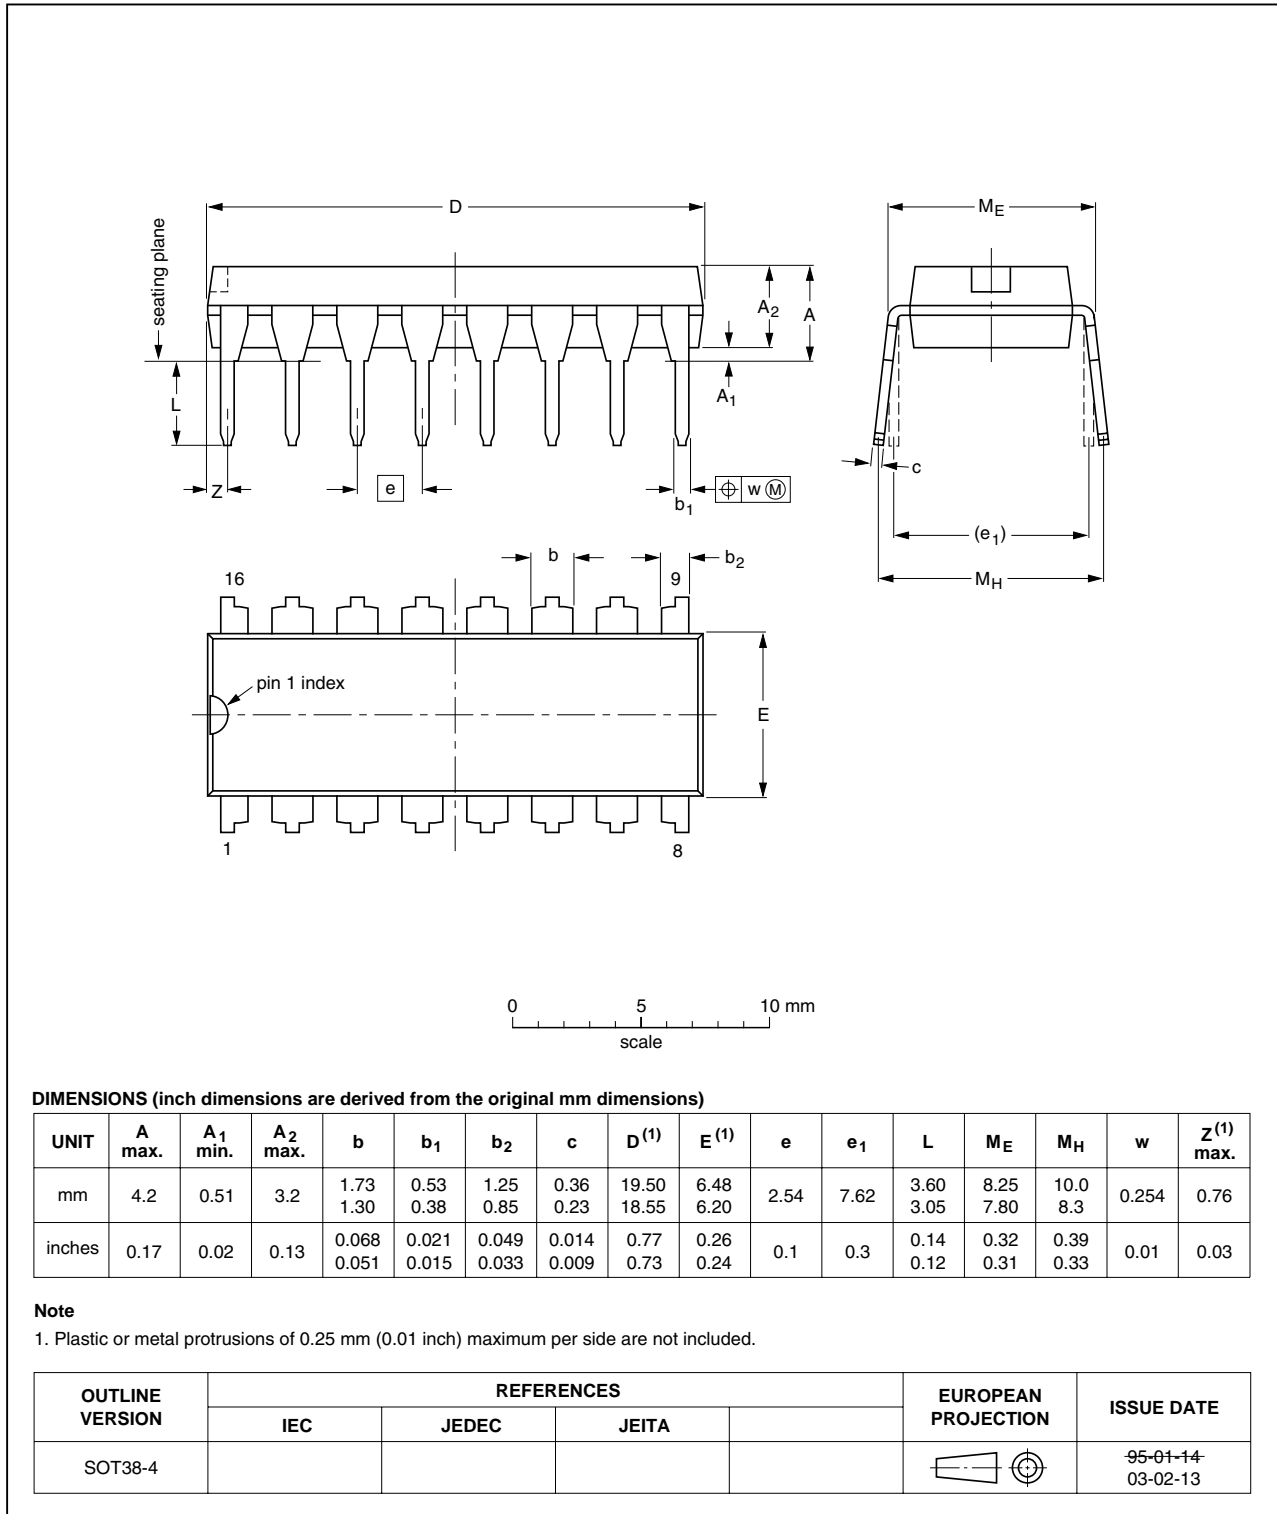 D
M_E
seating plane
A_2
A
A_1
L
c
Z
e
b_1
w M
(e_1)
M_H
b
b_2
16
9
pin 1 index
E
1
8
0 5 10 mm
scale
DIMENSIONS (inch dimensions are derived from the original mm dimensions)
UNIT A max. A_1 min. A_2 max. b b_1 b_2 c D(1) E(1) e e_1 L M_E M_H w Z(1) max.
mm 4.2 0.51 3.2 1.73 1.30 0.53 0.38 1.25 0.85 0.36 0.23 19.50 18.55 6.48 6.20 2.54 7.62 3.60 3.05 8.25 7.80 10.0 8.3 0.254 0.76
inches 0.17 0.02 0.13 0.068 0.051 0.021 0.015 0.049 0.033 0.014 0.009 0.77 0.73 0.26 0.24 0.1 0.3 0.14 0.12 0.32 0.31 0.39 0.33 0.01 0.03
Note
1. Plastic or metal protrusions of 0.25 mm (0.01 inch) maximum per side are not included.
OUTLINE VERSION REFERENCES EUROPEAN PROJECTION ISSUE DATE
IEC JEDEC JEITA
SOT38-4 95-01-14
03-02-13